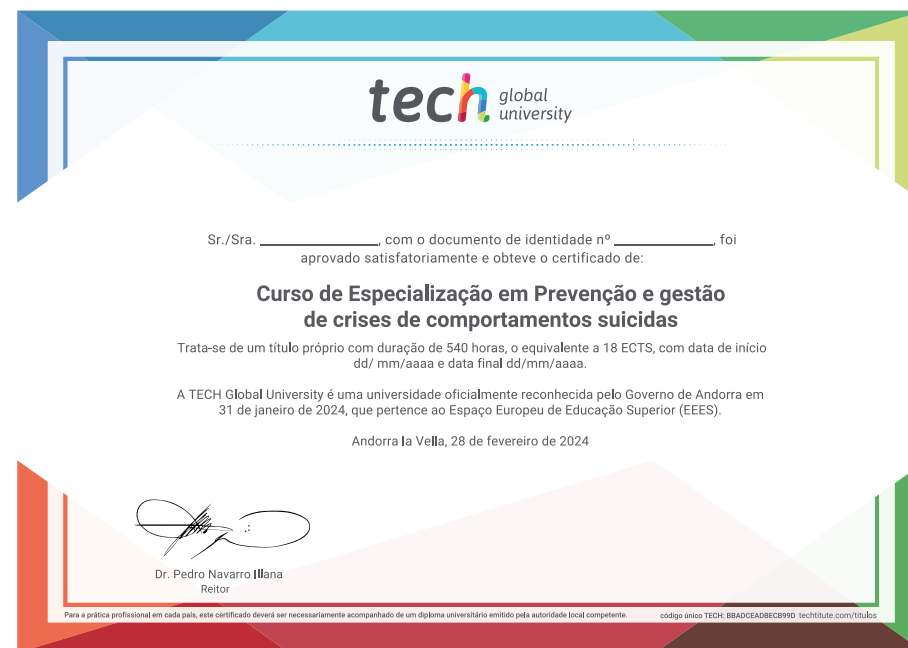 tech global university
Sr./Sra. ________________, com o documento de identidade nº _____________, foi
aprovado satisfatoriamente e obteve o certificado de:
Curso de Especialização em Prevenção e gestão
de crises de comportamentos suicidas
Trata-se de um título próprio com duração de 540 horas, o equivalente a 18 ECTS, com data de início
dd/ mm/aaaa e data final dd/mm/aaaa.
A TECH Global University é uma universidade oficialmente reconhecida pelo Governo de Andorra em
31 de janeiro de 2024, que pertence ao Espaço Europeu de Educação Superior (EEES).
Andorra la Vella, 28 de fevereiro de 2024
Dr. Pedro Navarro Illana
Reitor
Para a prática profissional em cada país, este certificado deverá ser necessariamente acompanhado de um diploma universitário emitido pela autoridade local competente.
código único TECH: BBADCEADBECB99D techtitute.com/titulos